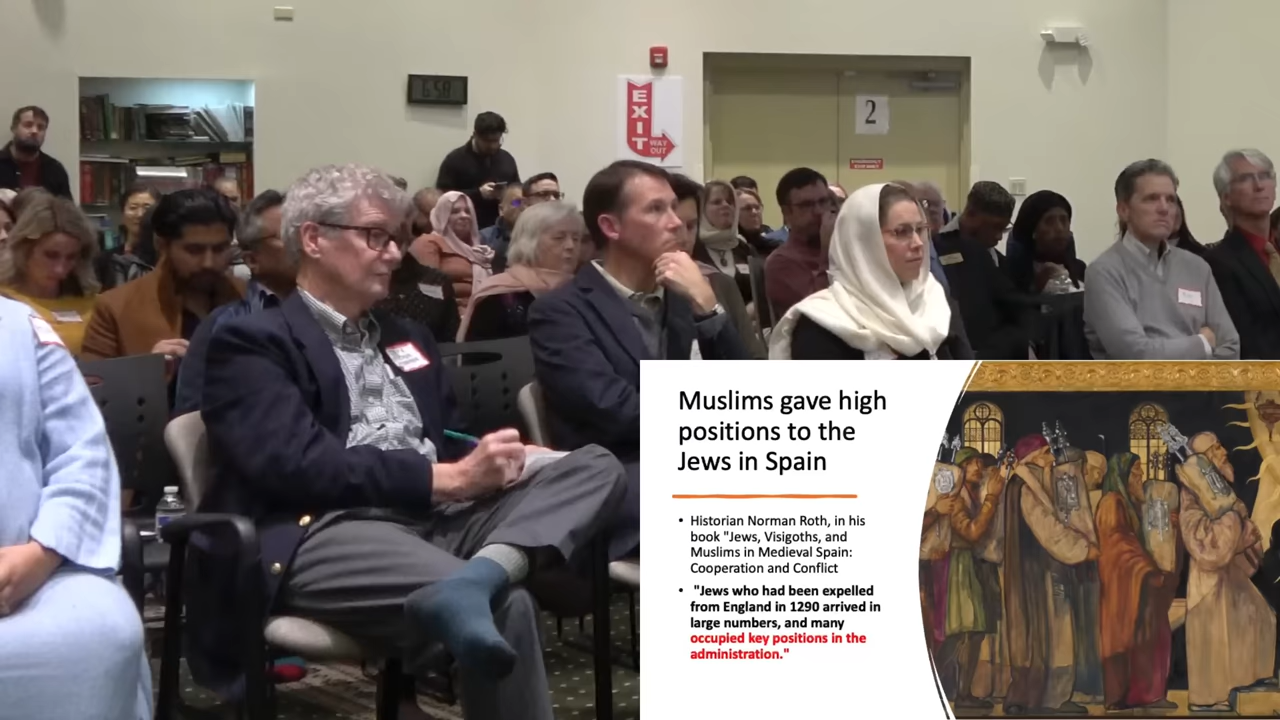 6:58
EXIT
WAY
OUT
2
Muslims gave high
positions to the
Jews in Spain
• Historian Norman Roth, in his
book "Jews, Visigoths, and
Muslims in Medieval Spain:
Cooperation and Conflict
• "Jews who had been expelled
from England in 1290 arrived in
large numbers, and many
occupied key positions in the
administration."